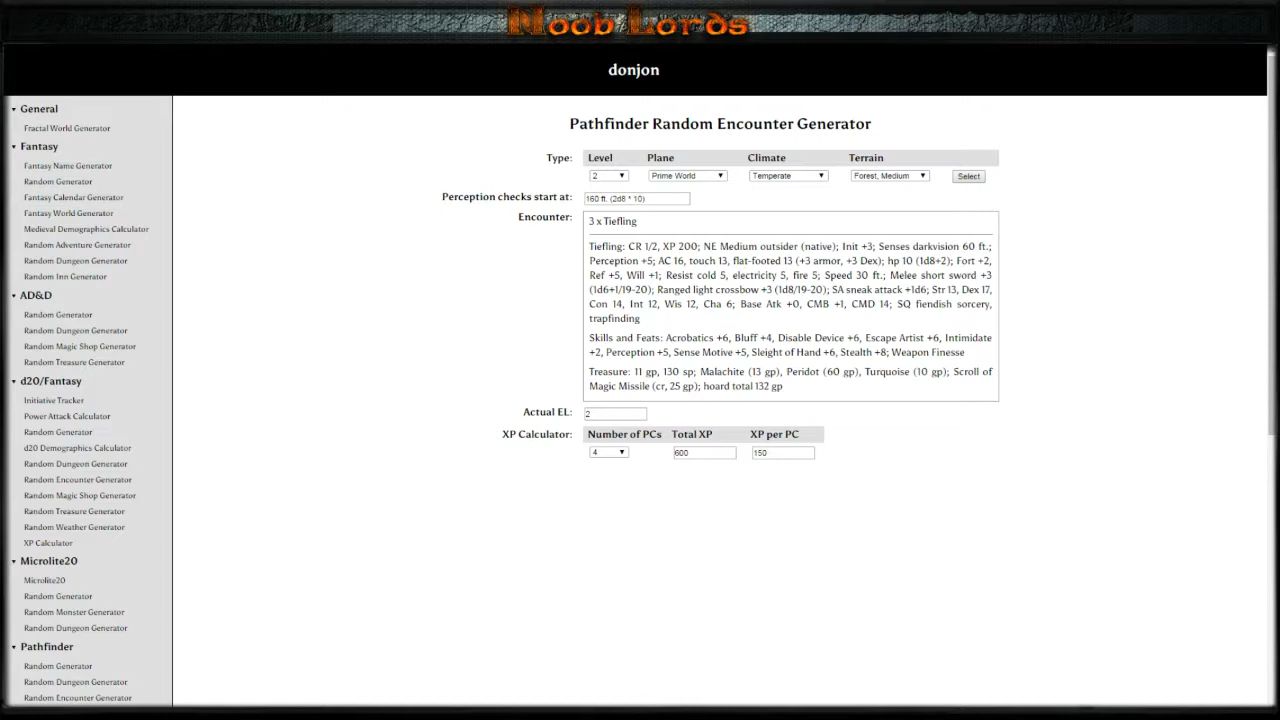 Noob Lords
donjon
General
Fractal World Generator
Fantasy
Fantasy Name Generator
Random Generator
Fantasy Calendar Generator
Fantasy World Generator
Medieval Demographics Calculator
Random Adventure Generator
Random Dungeon Generator
Random Inn Generator
AD&D
Random Generator
Random Dungeon Generator
Random Magic Shop Generator
Random Treasure Generator
d20/Fantasy
Initiative Tracker
Power Attack Calculator
Random Generator
d20 Demographics Calculator
Random Dungeon Generator
Random Encounter Generator
Random Magic Shop Generator
Random Treasure Generator
Random Weather Generator
XP Calculator
Microlite20
Microlite20
Random Generator
Random Monster Generator
Random Dungeon Generator
Pathfinder
Random Generator
Random Dungeon Generator
Random Encounter Generator
Pathfinder Random Encounter Generator
Type: Level Plane Climate Terrain
2 Prime World Temperate Forest, Medium Select
Perception checks start at: 160 ft. (2d8 * 10)
Encounter: 3 x Tiefling
Tiefling: CR 1/2, XP 200; NE Medium outsider (native); Init +3; Senses darkvision 60 ft.;
Perception +5; AC 16, touch 13, flat-footed 13 (+3 armor, +3 Dex); hp 10 (1d8+2); Fort +2,
Ref +5, Will +1; Resist cold 5, electricity 5, fire 5; Speed 30 ft.; Melee short sword +3
(1d6+1/19-20); Ranged light crossbow +3 (1d8/19-20); SA sneak attack +1d6; Str 13, Dex 17,
Con 14, Int 12, Wis 12, Cha 6; Base Atk +0, CMB +1, CMD 14; SQ fiendish sorcery,
trapfinding
Skills and Feats: Acrobatics +6, Bluff +4, Disable Device +6, Escape Artist +6, Intimidate
+2, Perception +5, Sense Motive +5, Sleight of Hand +6, Stealth +8; Weapon Finesse
Treasure: 11 gp, 130 sp; Malachite (13 gp), Peridot (60 gp), Turquoise (10 gp); Scroll of
Magic Missile (cr, 25 gp); hoard total 132 gp
Actual EL: 2
XP Calculator: Number of PCs Total XP XP per PC
4 600 150